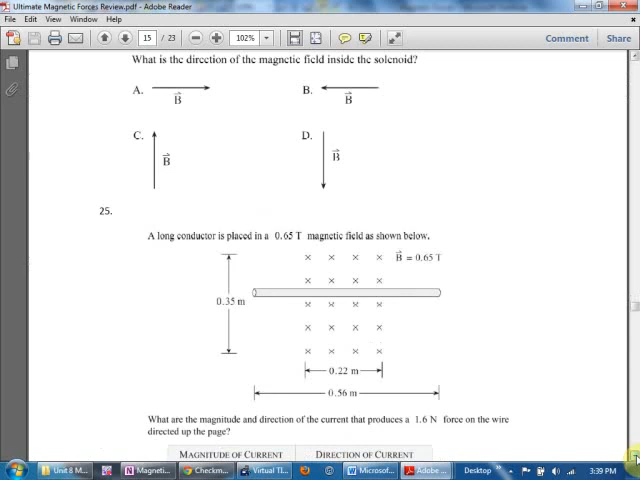 Ultimate Magnetic Forces Review.pdf - Adobe Reader
File Edit View Window Help
15 / 23 102% Comment Share
What is the direction of the magnetic field inside the solenoid?
A. B.
B B
C. D.
B B
25.
A long conductor is placed in a 0.65 T magnetic field as shown below.
B = 0.65 T
0.35 m
0.22 m
0.56 m
What are the magnitude and direction of the current that produces a 1.6 N force on the wire
directed up the page?
MAGNITUDE OF CURRENT DIRECTION OF CURRENT
Unit 8 M... Magneti... Checkm... Virtual TI... Microsof... Adobe ... Desktop 3:39 PM